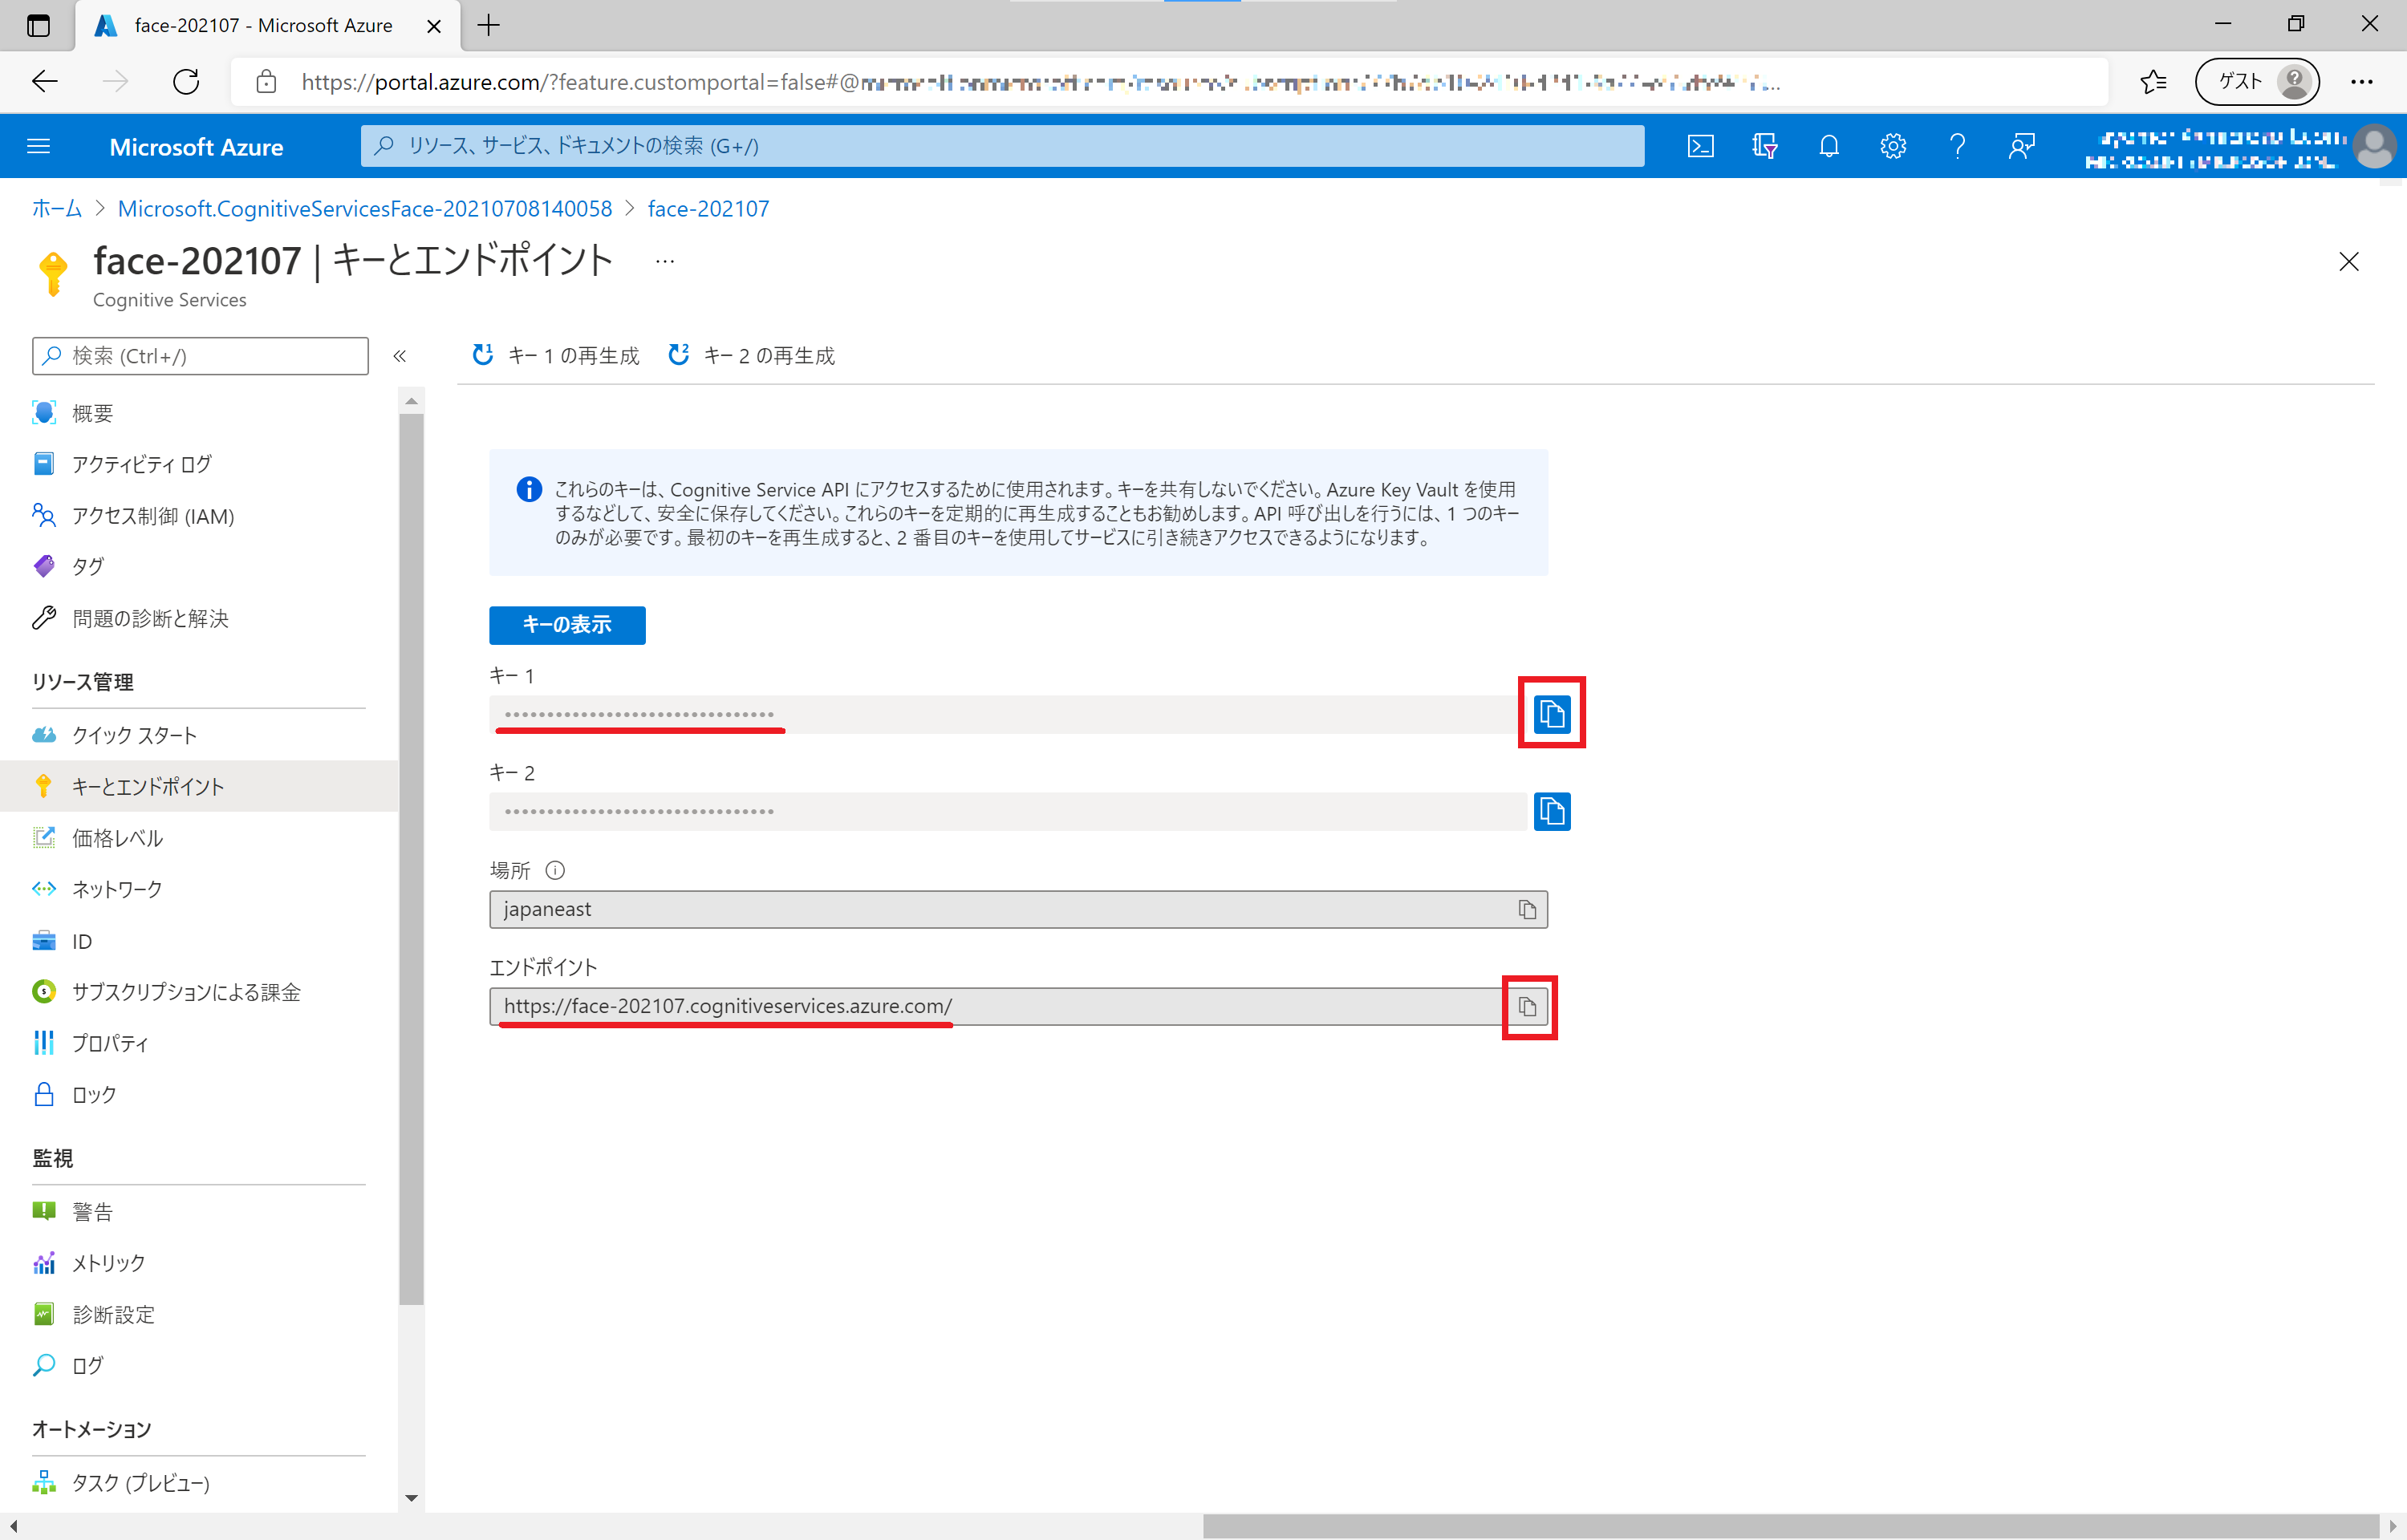 face-202107 - Microsoft Azure
https://portal.azure.com/?feature.customportal=false#@
ゲスト
Microsoft Azure
リソース、サービス、ドキュメントの検索 (G+/)
ホーム > Microsoft.CognitiveServicesFace-20210708140058 > face-202107
face-202107 | キーとエンドポイント ...
Cognitive Services
検索 (Ctrl+/)
«
キー 1 の再生成
キー 2 の再生成
概要
アクティビティ ログ
アクセス制御 (IAM)
タグ
問題の診断と解決
リソース管理
クイック スタート
キーとエンドポイント
価格レベル
ネットワーク
ID
サブスクリプションによる課金
プロパティ
ロック
監視
警告
メトリック
診断設定
ログ
オートメーション
タスク (プレビュー)
これらのキーは、Cognitive Service API にアクセスするために使用されます。キーを共有しないでください。Azure Key Vault を使用
するなどして、安全に保存してください。これらのキーを定期的に再生成することもお勧めします。API 呼び出しを行うには、1 つのキー
のみが必要です。最初のキーを再生成すると、2 番目のキーを使用してサービスに引き続きアクセスできるようになります。
キーの表示
キー 1
••••••••••••••••••••••••••••••••
キー 2
••••••••••••••••••••••••••••••••
場所
japaneast
エンドポイント
https://face-202107.cognitiveservices.azure.com/